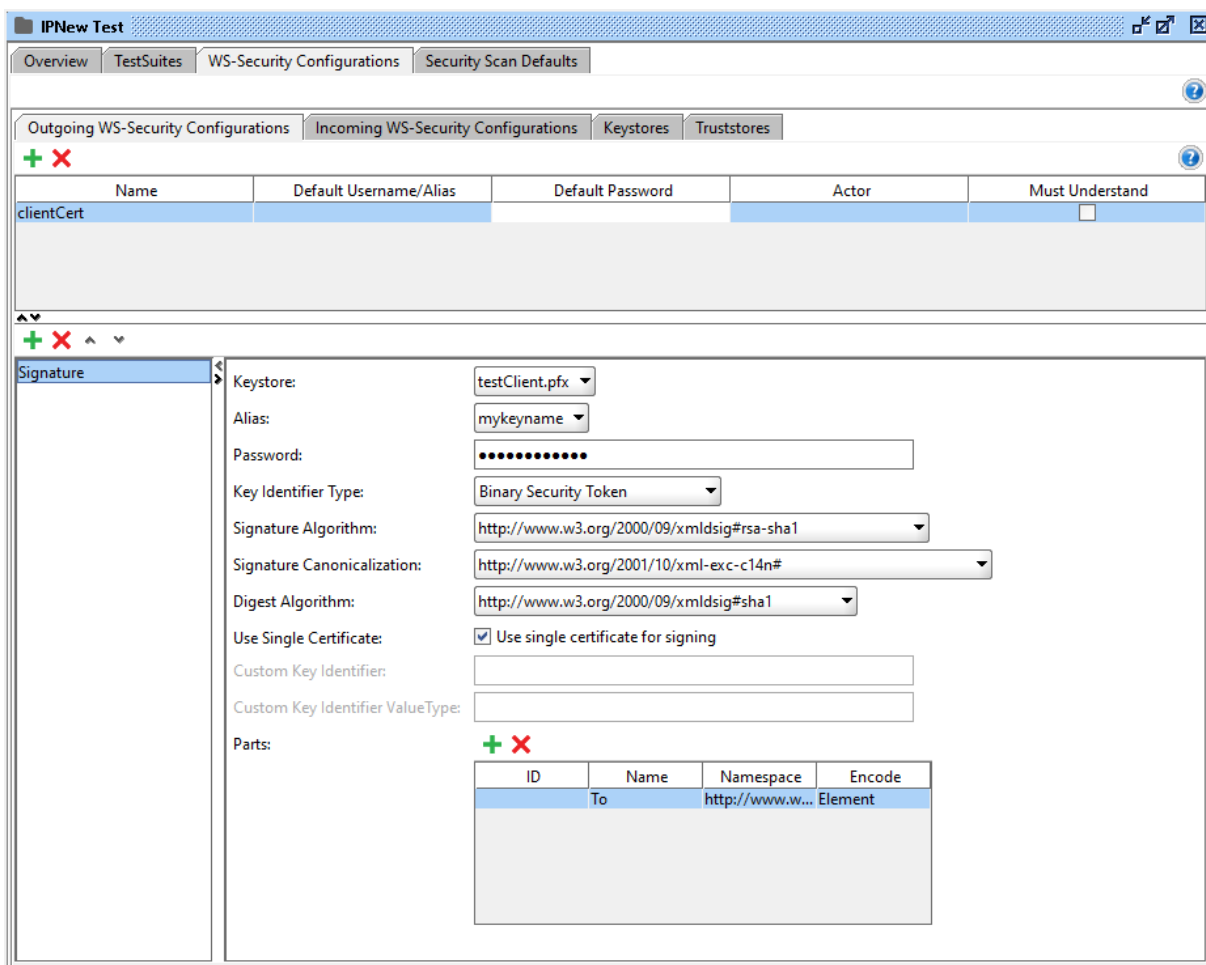 IPNew Test
Overview TestSuites WS-Security Configurations Security Scan Defaults
Outgoing WS-Security Configurations Incoming WS-Security Configurations Keystores Truststores
Name Default Username/Alias Default Password Actor Must Understand
clientCert
Signature
Keystore: testClient.pfx
Alias: mykeyname
Password: ••••••••••••
Key Identifier Type: Binary Security Token
Signature Algorithm: http://www.w3.org/2000/09/xmldsig#rsa-sha1
Signature Canonicalization: http://www.w3.org/2001/10/xml-exc-c14n#
Digest Algorithm: http://www.w3.org/2000/09/xmldsig#sha1
Use Single Certificate: Use single certificate for signing
Custom Key Identifier:
Custom Key Identifier ValueType:
Parts:
ID Name Namespace Encode
To http://www.w... Element